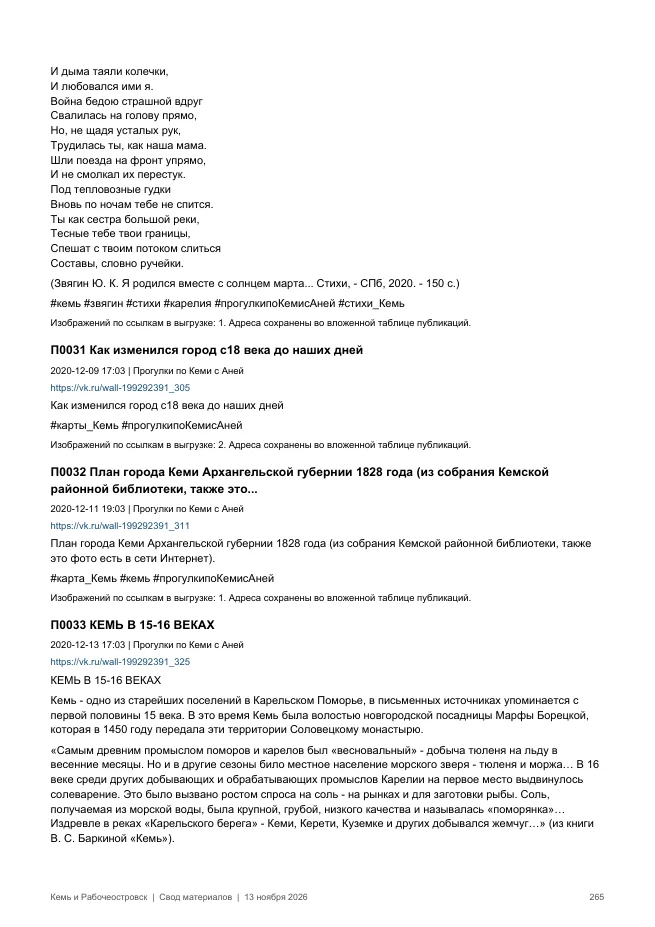 И дыма таяли колечки,
И любовался ими я.
Война бедою страшной вдруг
Свалилась на голову прямо,
Но, не щадя усталых рук,
Трудилась ты, как наша мама.
Шли поезда на фронт упрямо,
И не смолкал их перестук.
Под тепловозные гудки
Вновь по ночам тебе не спится.
Ты как сестра большой реки,
Тесные тебе твои границы,
Спешат с твоим потоком слиться
Составы, словно ручейки.
(Звягин Ю. К. Я родился вместе с солнцем марта... Стихи, - СПб, 2020. - 150 с.)
#кемь #звягин #стихи #карелия #прогулкипоКемисАней #стихи_Кемь
Изображений по ссылкам в выгрузке: 1. Адреса сохранены во вложенной таблице публикаций.
П0031 Как изменился город с18 века до наших дней
2020-12-09 17:03 | Прогулки по Кеми с Аней
https://vk.ru/wall-199292391_305
Как изменился город с18 века до наших дней
#карты_Кемь #прогулкипоКемисАней
Изображений по ссылкам в выгрузке: 2. Адреса сохранены во вложенной таблице публикаций.
П0032 План города Кеми Архангельской губернии 1828 года (из собрания Кемской
районной библиотеки, также это...
2020-12-11 19:03 | Прогулки по Кеми с Аней
https://vk.ru/wall-199292391_311
План города Кеми Архангельской губернии 1828 года (из собрания Кемской районной библиотеки, также
это фото есть в сети Интернет).
#карта_Кемь #кемь #прогулкипоКемисАней
Изображений по ссылкам в выгрузке: 1. Адреса сохранены во вложенной таблице публикаций.
П0033 КЕМЬ В 15-16 ВЕКАХ
2020-12-13 17:03 | Прогулки по Кеми с Аней
https://vk.ru/wall-199292391_325
КЕМЬ В 15-16 ВЕКАХ
Кемь - одно из старейших поселений в Карельском Поморье, в письменных источниках упоминается с
первой половины 15 века. В это время Кемь была волостью новгородской посадницы Марфы Борецкой,
которая в 1450 году передала эти территории Соловецкому монастырю.
«Самым древним промыслом поморов и карелов был «весновальный» - добыча тюленя на льду в
весенние месяцы. Но и в другие сезоны било местное население морского зверя - тюленя и моржа… В 16
веке среди других добывающих и обрабатывающих промыслов Карелии на первое место выдвинулось
солеварение. Это было вызвано ростом спроса на соль - на рынках и для заготовки рыбы. Соль,
получаемая из морской воды, была крупной, грубой, низкого качества и называлась «поморянка»…
Издревле в реках «Карельского берега» - Кеми, Керети, Куземке и других добывался жемчуг…» (из книги
В. С. Баркиной «Кемь»).
Кемь и Рабочеостровск | Свод материалов | 13 ноября 2026
265